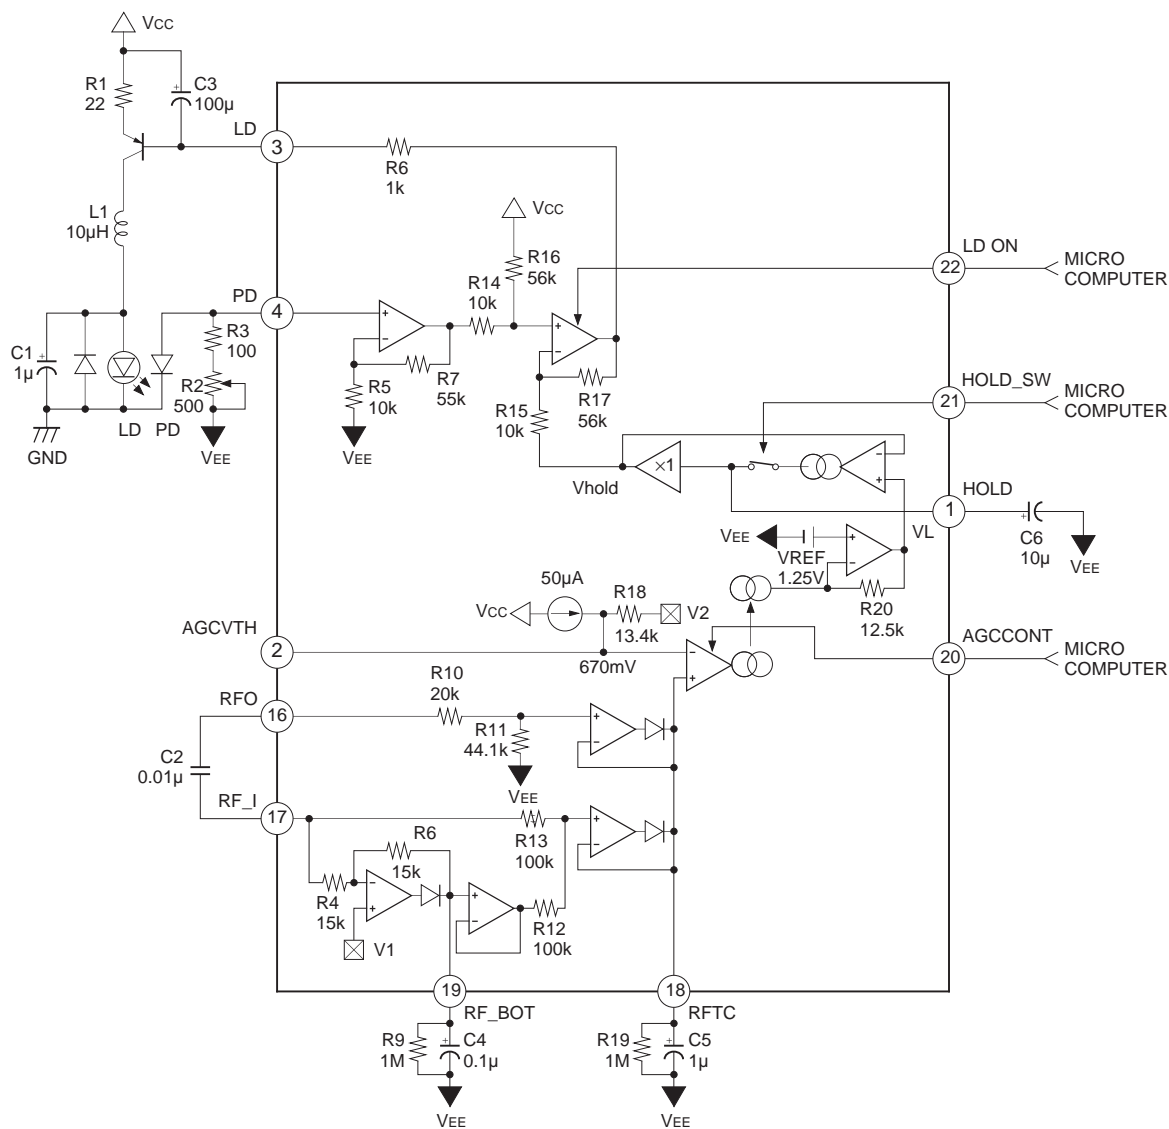 VCC
R1
22
C3
100µ
LD
3
R6
1k
VCC
L1
10µH
R16
56k
R14
10k
LD ON
22
MICRO
COMPUTER
PD
4
R3
100
C1
1µ
R2
500
R5
10k
R7
55k
R17
56k
R15
10k
HOLD_SW
21
MICRO
COMPUTER
GND
LD PD
VEE
VEE
×1
Vhold
HOLD
1
VL
C6
10µ
VEE
VEE
VREF
1.25V
50µA
R18
13.4k
VCC
V2
R20
12.5k
AGCVTH
2
670mV
AGCCONT
20
MICRO
COMPUTER
R10
20k
RFO
16
R11
44.1k
C2
0.01µ
VEE
RF_I
17
R13
100k
R6
15k
R4
15k
R12
100k
V1
19
18
RF_BOT
RFTC
R9
1M
C4
0.1µ
R19
1M
C5
1µ
VEE
VEE